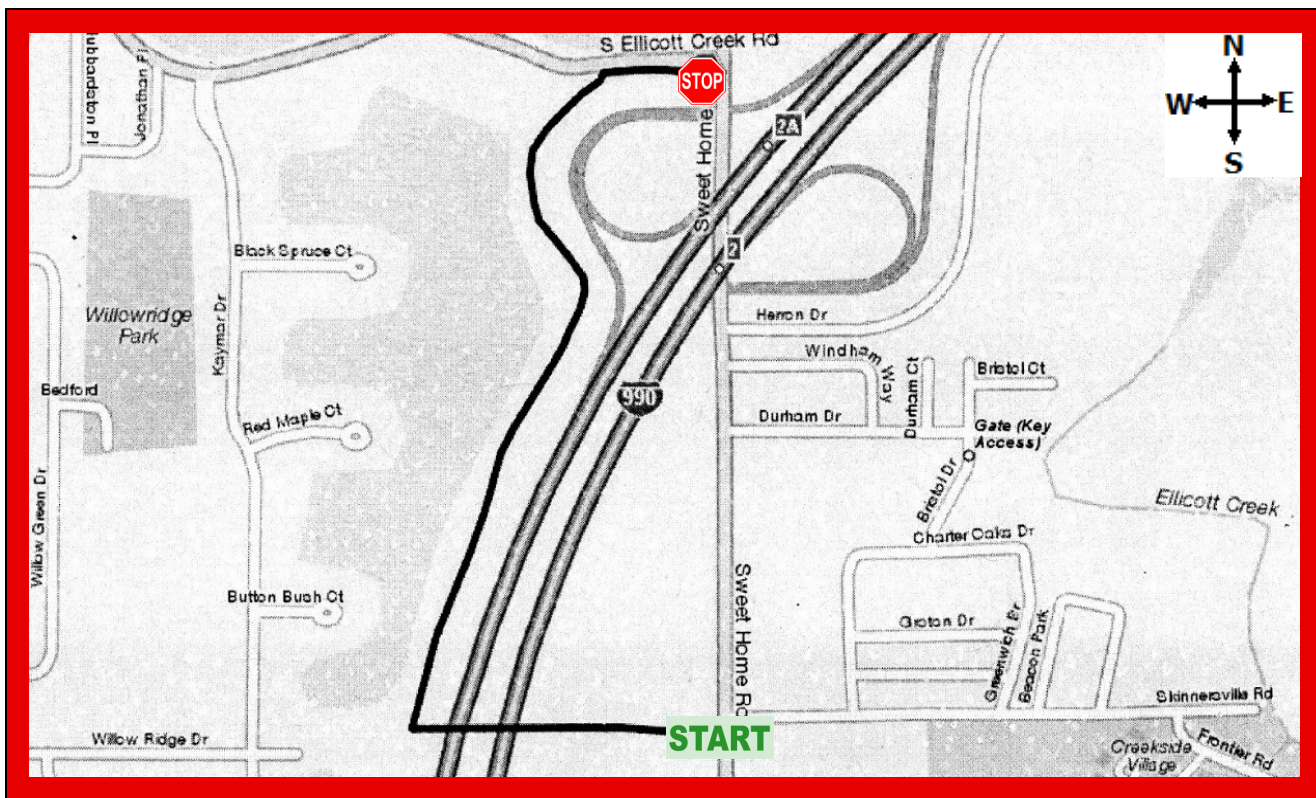 S Ellicott Creek Rd
STOP
N
W E
S
Jonathan Pl
2A
Sweet Home
2
Black Spruce Ct
Willowridge
Park
Kaymar Dr
Herron Dr
Windham
Way
Bedford
990
Durham Ct
Bristol Ct
Red Maple Ct
Durham Dr
Gate (Key
Access)
Willow Green Dr
Bristol Dr
Ellicott Creek
Charter Oaks Dr
Button Bush Ct
Sweet Home Rd
Groton Dr
Greenwich Dr
Beacon Park
Skinnersville Rd
START
Willow Ridge Dr
Creekside
Village
Frontier Rd